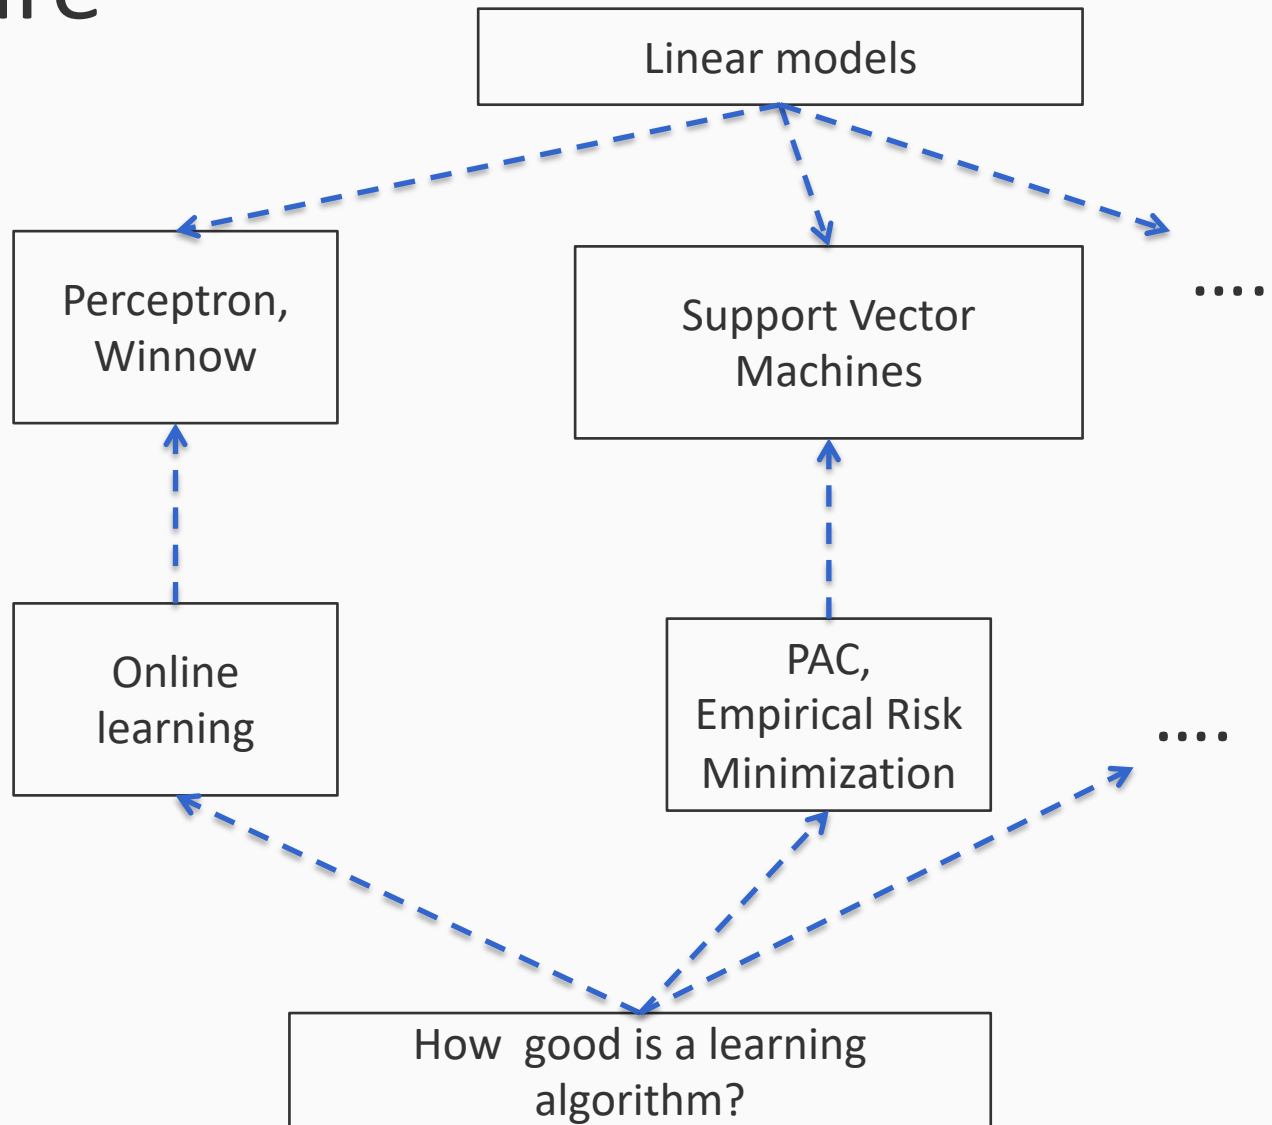 Linear models
Perceptron,
Winnow
Support Vector
Machines
....
Online
learning
PAC,
Empirical Risk
Minimization
....
How  good is a learning
algorithm?